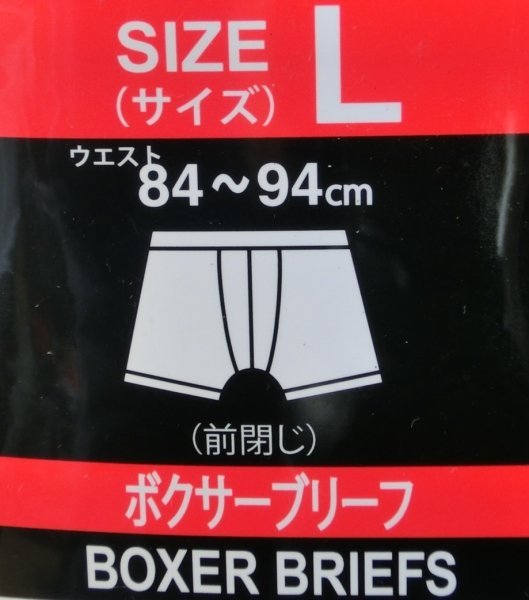 SIZE L
(サイズ)
ウエスト
84～94cm
(前閉じ)
ボクサーブリーフ
BOXER BRIEFS